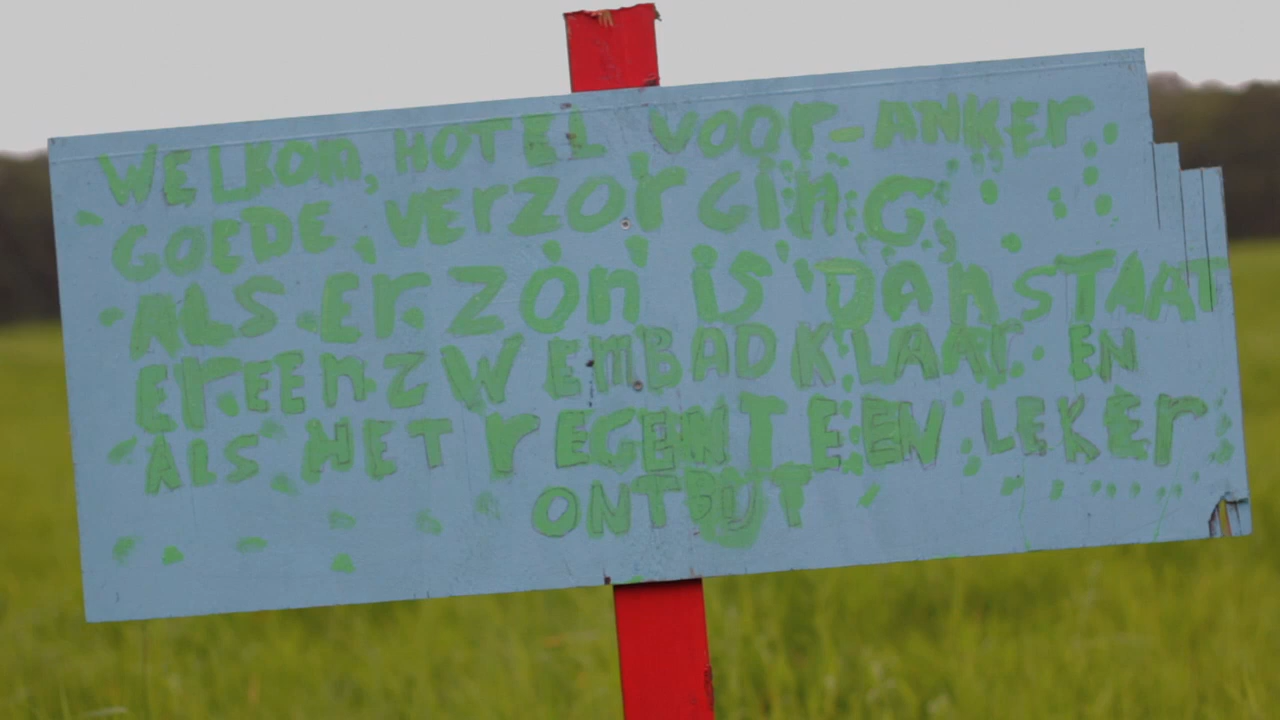 WELKOM, HOTEL VOOR-ANKER.
GOEDE, VERZORGING,
ALS ER ZON IS DAN STAAT
ER EEN ZWEMBAD KLAAR. EN
ALS HET REGENT EEN LEKER
ONTBUT